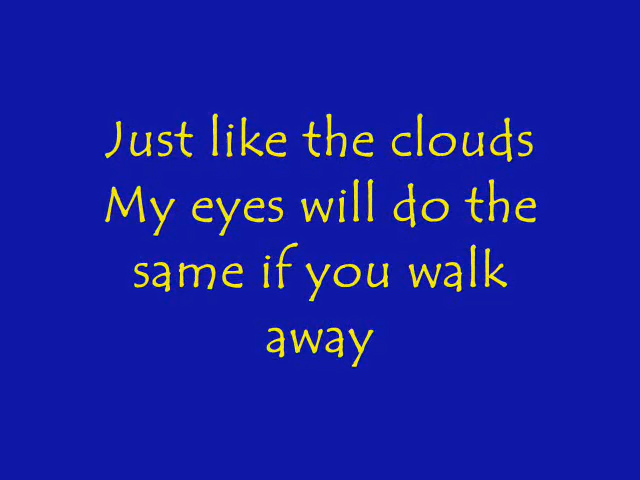 Just like the clouds
My eyes will do the
same if you walk
away